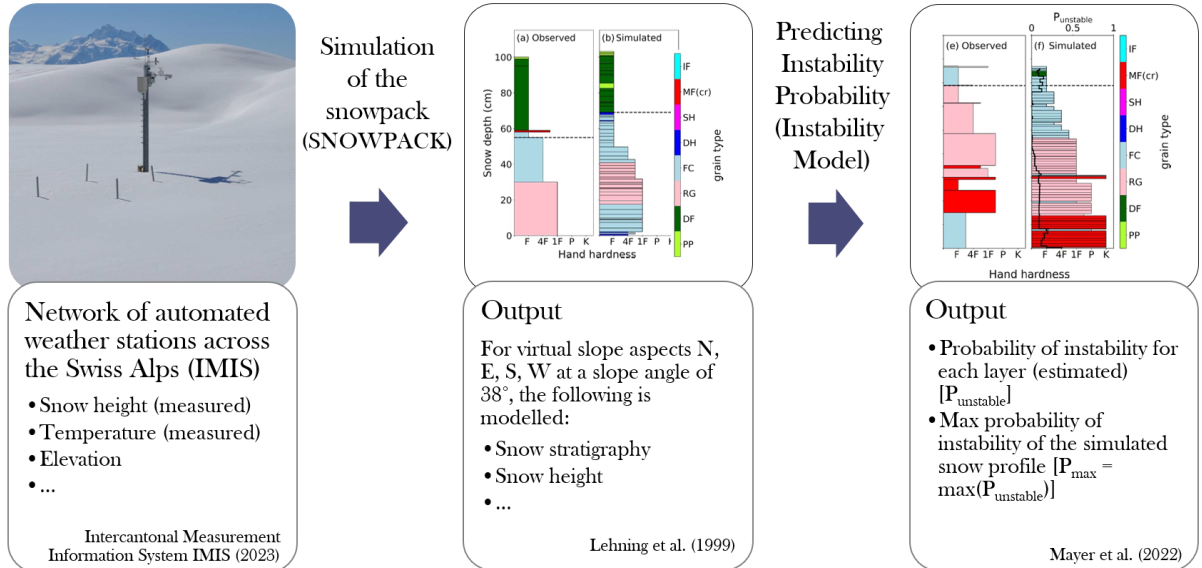 Simulation
of the
snowpack
(SNOWPACK)
Predicting
Instability
Probability
(Instability
Model)
(a) Observed
(b) Simulated
Snow depth (cm)
100
80
60
40
20
0
F 4F 1F P K
F 4F 1F P
Hand hardness
IF
MF(cr)
SH
DH
FC
RG
DF
PP
grain type
P_unstable
0 0.5 1
(e) Observed
(f) Simulated
F 4F 1F P K
F 4F 1F P K
Hand hardness
IF
MF(cr)
SH
DH
FC
RG
DF
PP
grain type
Network of automated
weather stations across
the Swiss Alps (IMIS)
• Snow height (measured)
• Temperature (measured)
• Elevation
• ...
Intercantonal Measurement
Information System IMIS (2023)
Output
For virtual slope aspects N,
E, S, W at a slope angle of
38°, the following is
modelled:
• Snow stratigraphy
• Snow height
• ...
Lehning et al. (1999)
Output
• Probability of instability for
each layer (estimated)
[P_unstable]
• Max probability of
instability of the simulated
snow profile [P_max =
max(P_unstable)]
Mayer et al. (2022)